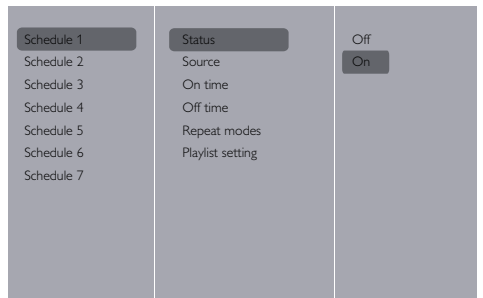 Schedule 1
Schedule 2
Schedule 3
Schedule 4
Schedule 5
Schedule 6
Schedule 7
Status
Source
On time
Off time
Repeat modes
Playlist setting
Off
On